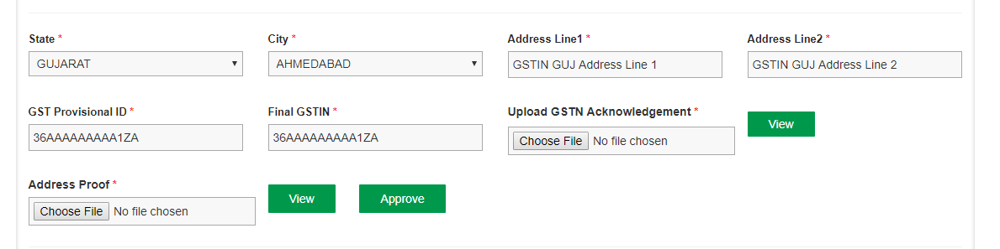 State *
City *
Address Line1 *
Address Line2 *
GUJARAT
AHMEDABAD
GSTIN GUJ Address Line 1
GSTIN GUJ Address Line 2
GST Provisional ID *
Final GSTIN *
Upload GSTN Acknowledgement *
View
36AAAAAAAAA1ZA
36AAAAAAAAA1ZA
Choose File No file chosen
Address Proof *
View
Approve
Choose File No file chosen